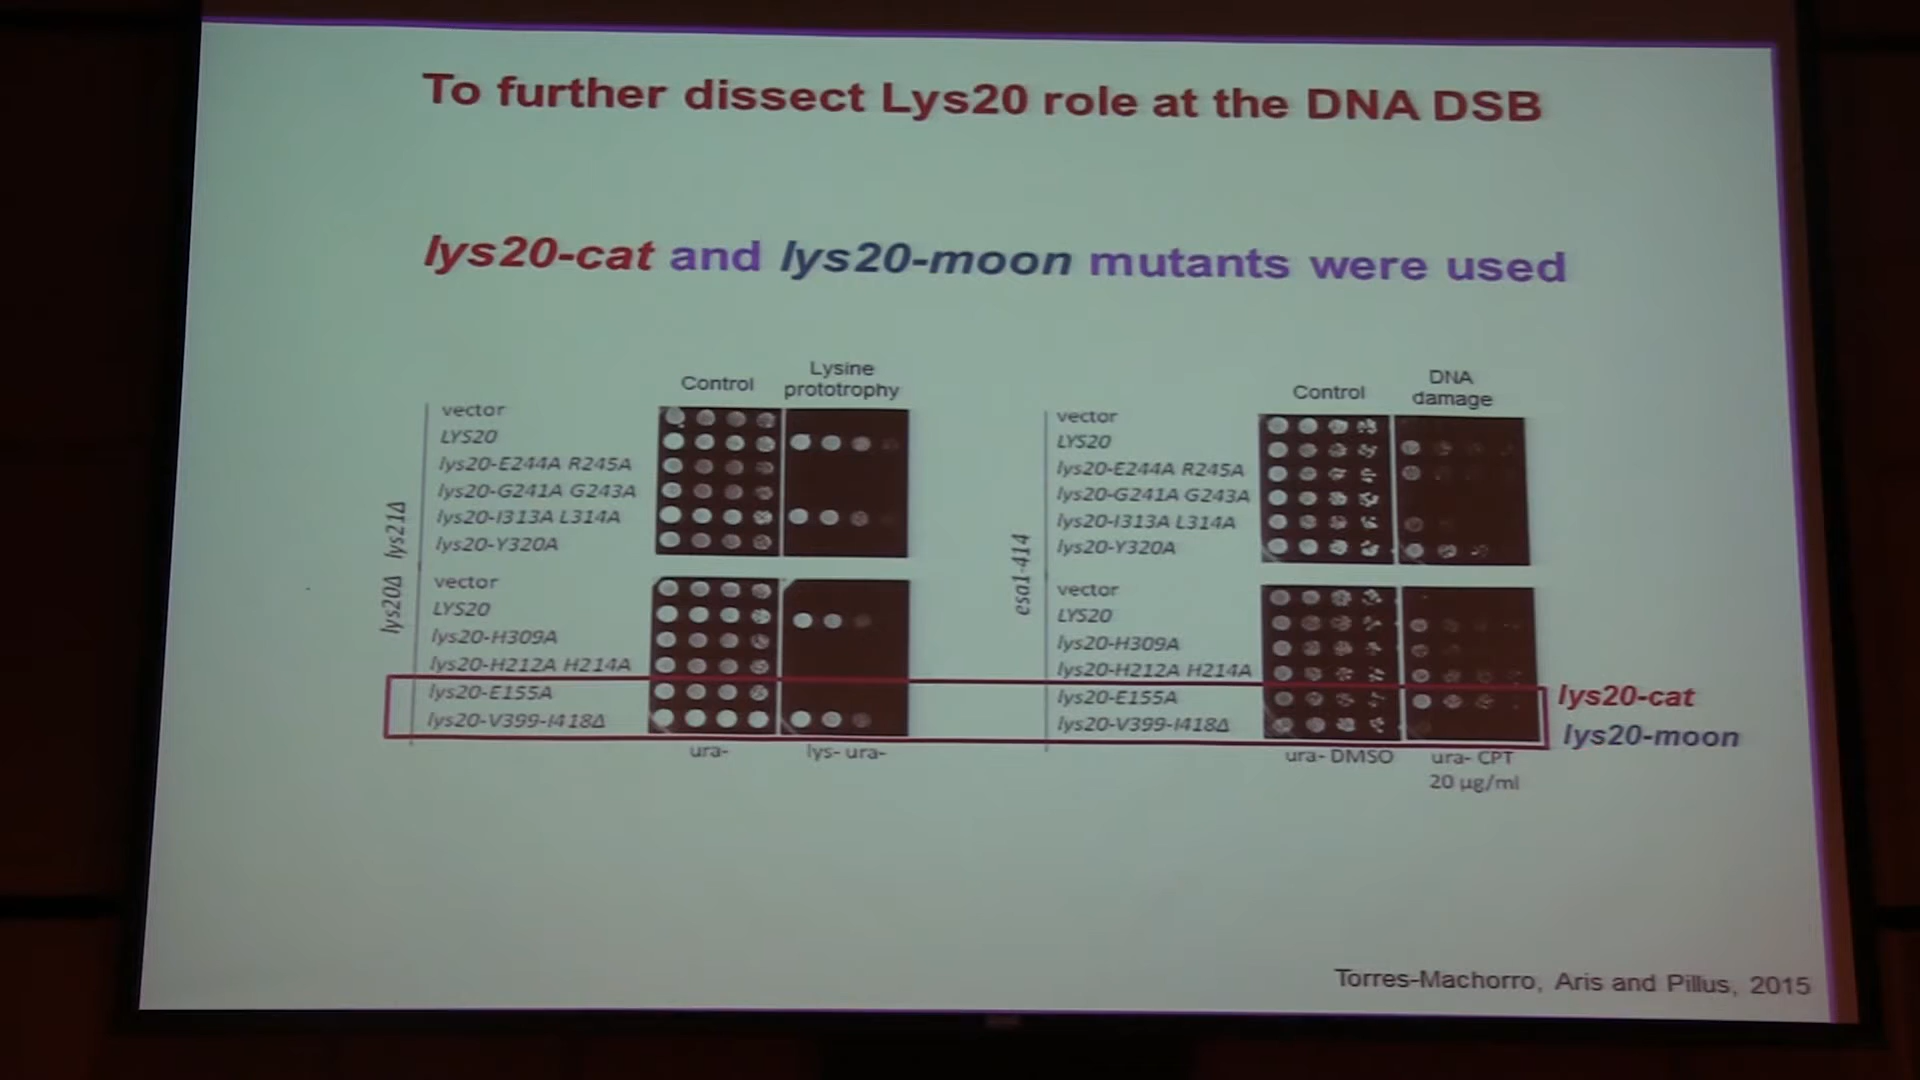 To further dissect Lys20 role at the DNA DSB
lys20-cat and lys20-moon mutants were used
Control
Lysine prototrophy
vector
LYS20
lys20-E244A R245A
lys20-G241A G243A
lys20-I313A L314A
lys20-Y320A
vector
LYS20
lys20-H309A
lys20-H212A H214A
lys20-E155A
lys20-V399-I418Δ
lys20Δ lys21Δ
ura-
lys- ura-
Control
DNA damage
vector
LYS20
lys20-E244A R245A
lys20-G241A G243A
lys20-I313A L314A
lys20-Y320A
vector
LYS20
lys20-H309A
lys20-H212A H214A
lys20-E155A
lys20-V399-I418Δ
esa1-414
lys20-cat
lys20-moon
ura- DMSO
ura- CPT
20 µg/ml
Torres-Machorro, Aris and Pillus, 2015